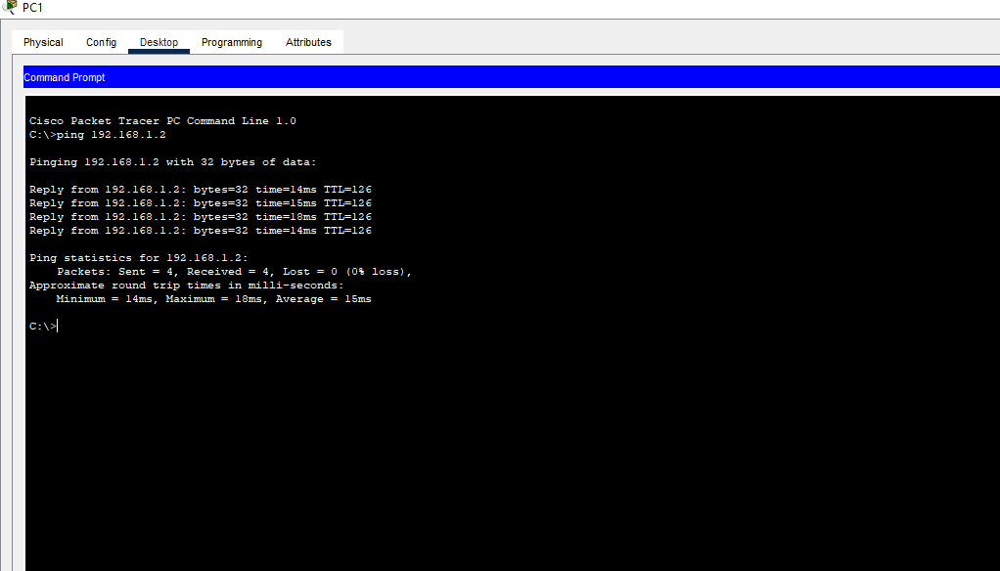 PC1
Physical Config Desktop Programming Attributes
Command Prompt
Cisco Packet Tracer PC Command Line 1.0
C:\>ping 192.168.1.2
Pinging 192.168.1.2 with 32 bytes of data:
Reply from 192.168.1.2: bytes=32 time=14ms TTL=126
Reply from 192.168.1.2: bytes=32 time=15ms TTL=126
Reply from 192.168.1.2: bytes=32 time=18ms TTL=126
Reply from 192.168.1.2: bytes=32 time=14ms TTL=126
Ping statistics for 192.168.1.2:
Packets: Sent = 4, Received = 4, Lost = 0 (0% loss),
Approximate round trip times in milli-seconds:
Minimum = 14ms, Maximum = 18ms, Average = 15ms
C:\>